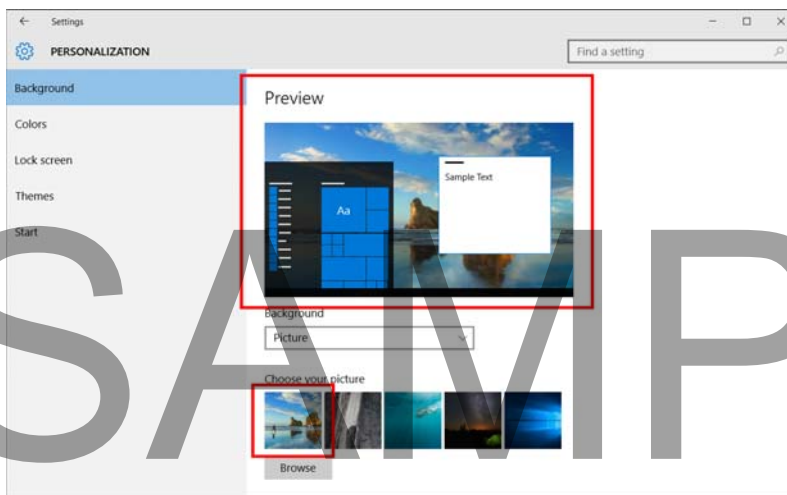 Settings
PERSONALIZATION
Find a setting
Background
Colors
Lock screen
Themes
Start
Preview
Aa
Sample Text
Background
Picture
Choose your picture
Browse
SAMP